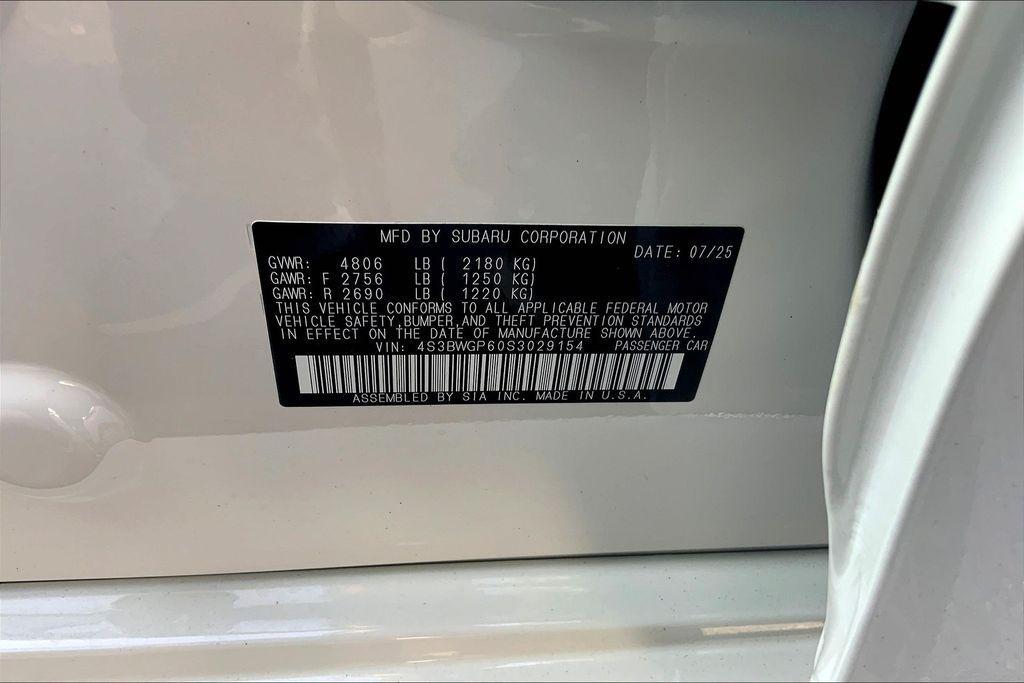 MFD BY SUBARU CORPORATION
DATE: 07/25
GVWR: 4806 LB ( 2180 KG)
GAWR: F 2756 LB ( 1250 KG)
GAWR: R 2690 LB ( 1220 KG)
THIS VEHICLE CONFORMS TO ALL APPLICABLE FEDERAL MOTOR
VEHICLE SAFETY, BUMPER, AND THEFT PREVENTION STANDARDS
IN EFFECT ON THE DATE OF MANUFACTURE SHOWN ABOVE.
VIN: 4S3BWGP60S3029154 PASSENGER CAR
ASSEMBLED BY SIA INC. MADE IN U.S.A.